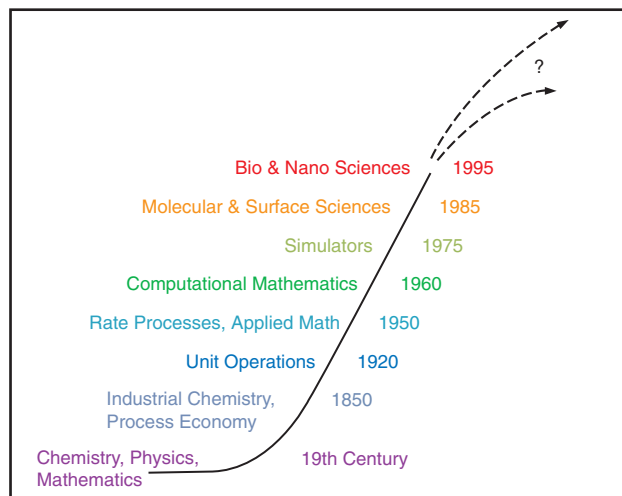 ?
Bio & Nano Sciences 1995
Molecular & Surface Sciences 1985
Simulators 1975
Computational Mathematics 1960
Rate Processes, Applied Math 1950
Unit Operations 1920
Industrial Chemistry, 1850
Process Economy
Chemistry, Physics, 19th Century
Mathematics